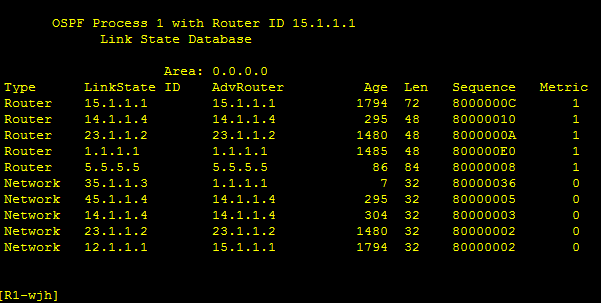 OSPF Process 1 with Router ID 15.1.1.1
Link State Database
Area: 0.0.0.0
Type LinkState ID AdvRouter Age Len Sequence Metric
Router 15.1.1.1 15.1.1.1 1794 72 8000000C 1
Router 14.1.1.4 14.1.1.4 295 48 80000010 1
Router 23.1.1.2 23.1.1.2 1480 48 8000000A 1
Router 1.1.1.1 1.1.1.1 1485 48 800000E0 1
Router 5.5.5.5 5.5.5.5 86 84 80000008 1
Network 35.1.1.3 1.1.1.1 7 32 80000036 0
Network 45.1.1.4 14.1.1.4 295 32 80000005 0
Network 14.1.1.4 14.1.1.4 304 32 80000003 0
Network 23.1.1.2 23.1.1.2 1480 32 80000002 0
Network 12.1.1.1 15.1.1.1 1794 32 80000002 0
[R1-wjh]